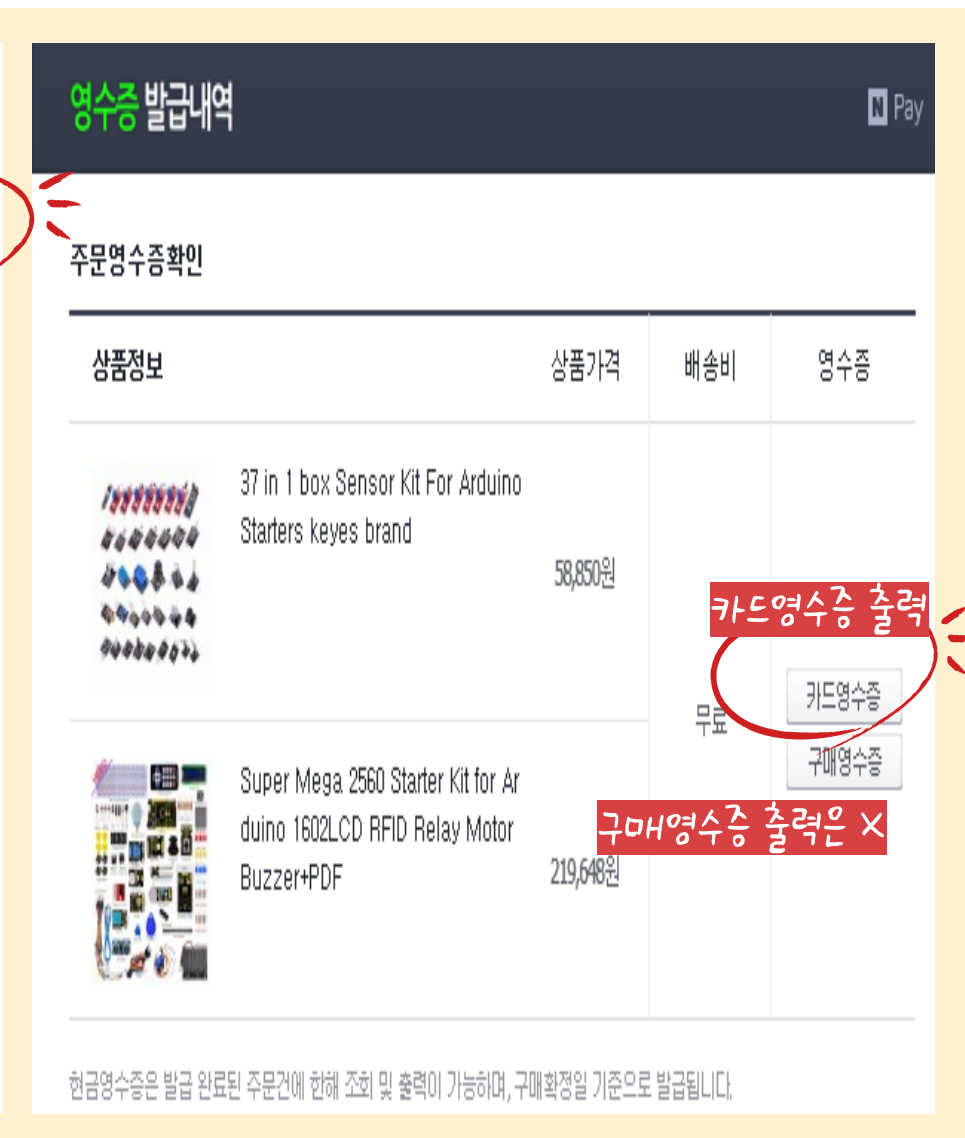 영수증 발급내역
N Pay
주문영수증확인
상품정보 상품가격 배송비 영수증
37 in 1 box Sensor Kit For Arduino
Starters keyes brand
58,850원
카드영수증 출력
카드영수증
무료
구매영수증
Super Mega 2560 Starter Kit for Ar
duino 1602LCD RFID Relay Motor
Buzzer+PDF
구매영수증 출력은 X
219,648원
현금영수증은 발급 완료된 주문건에 한해 조회 및 출력이 가능하며, 구매확정일 기준으로 발급됩니다.